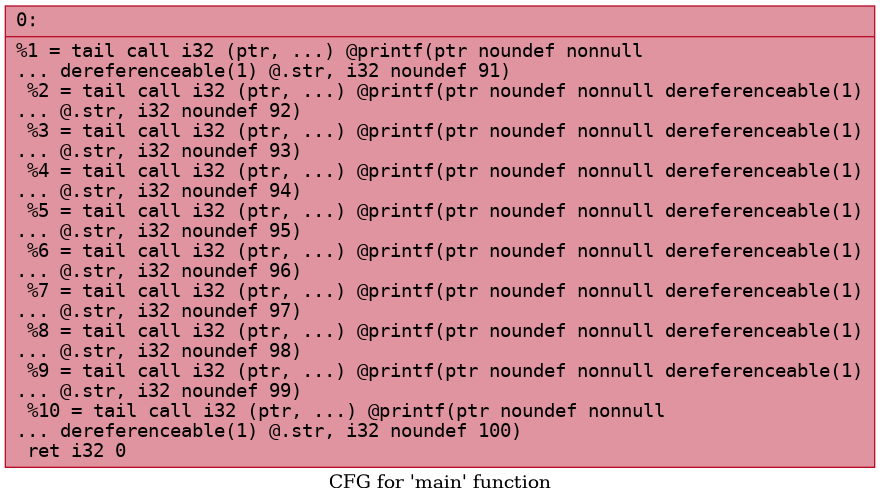 0:
%1 = tail call i32 (ptr, ...) @printf(ptr noundef nonnull
... dereferenceable(1) @.str, i32 noundef 91)
%2 = tail call i32 (ptr, ...) @printf(ptr noundef nonnull dereferenceable(1)
... @.str, i32 noundef 92)
%3 = tail call i32 (ptr, ...) @printf(ptr noundef nonnull dereferenceable(1)
... @.str, i32 noundef 93)
%4 = tail call i32 (ptr, ...) @printf(ptr noundef nonnull dereferenceable(1)
... @.str, i32 noundef 94)
%5 = tail call i32 (ptr, ...) @printf(ptr noundef nonnull dereferenceable(1)
... @.str, i32 noundef 95)
%6 = tail call i32 (ptr, ...) @printf(ptr noundef nonnull dereferenceable(1)
... @.str, i32 noundef 96)
%7 = tail call i32 (ptr, ...) @printf(ptr noundef nonnull dereferenceable(1)
... @.str, i32 noundef 97)
%8 = tail call i32 (ptr, ...) @printf(ptr noundef nonnull dereferenceable(1)
... @.str, i32 noundef 98)
%9 = tail call i32 (ptr, ...) @printf(ptr noundef nonnull dereferenceable(1)
... @.str, i32 noundef 99)
%10 = tail call i32 (ptr, ...) @printf(ptr noundef nonnull
... dereferenceable(1) @.str, i32 noundef 100)
ret i32 0
CFG for 'main' function